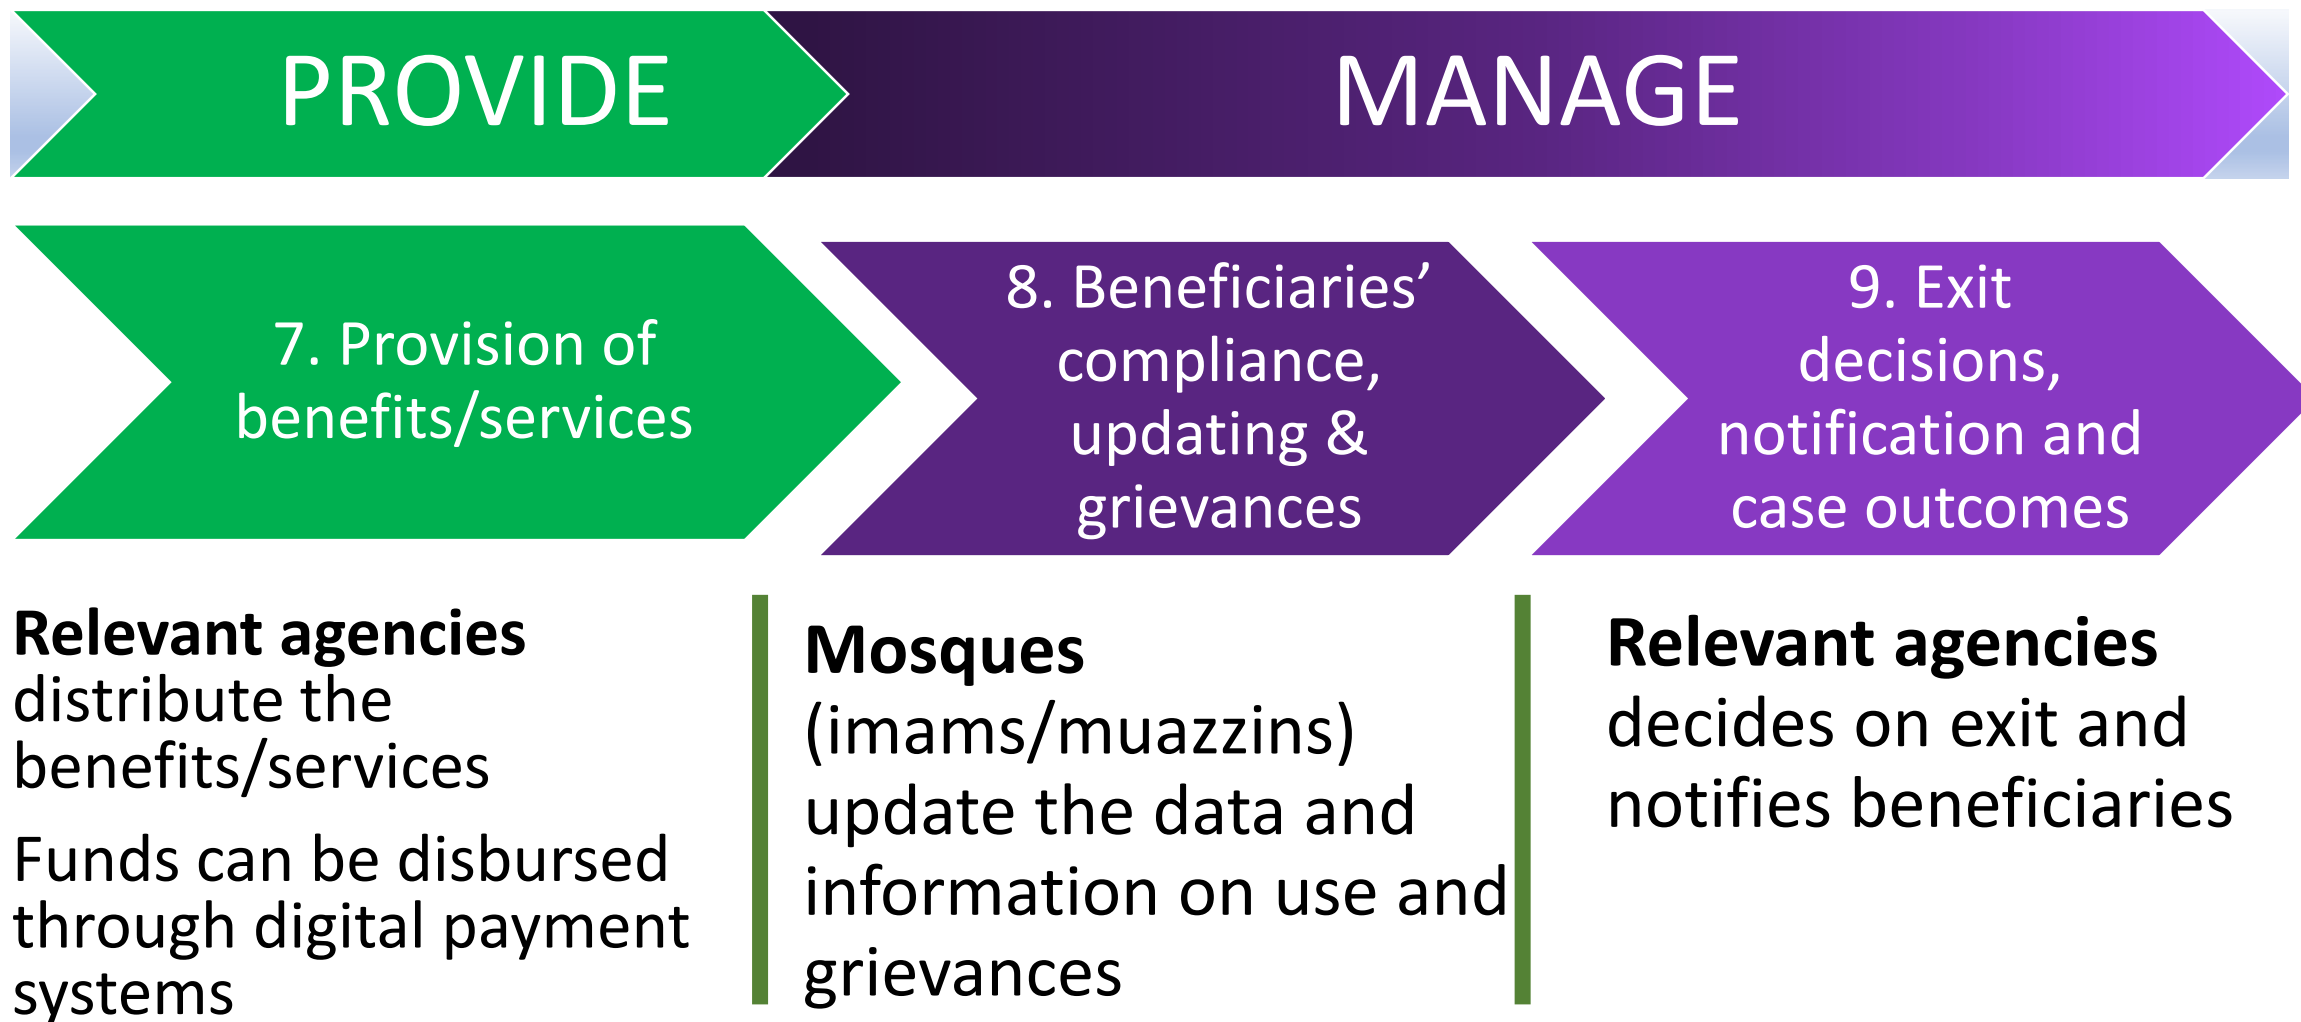 PROVIDE
MANAGE
7. Provision of
benefits/services
8. Beneficiaries’
compliance,
updating &
grievances
9. Exit
decisions,
notification and
case outcomes
Relevant agencies
distribute the
benefits/services
Funds can be disbursed
through digital payment
systems
Mosques
(imams/muazzins)
update the data and
information on use and
grievances
Relevant agencies
decides on exit and
notifies beneficiaries